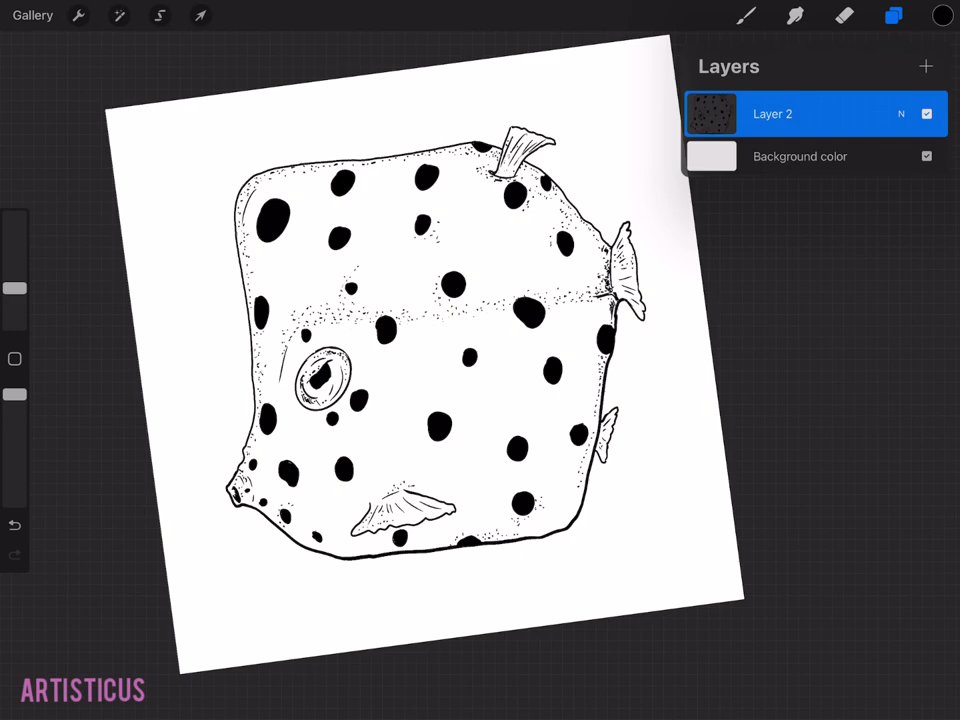 Gallery
Layers
Layer 2
N
Background color
ARTISTICUS